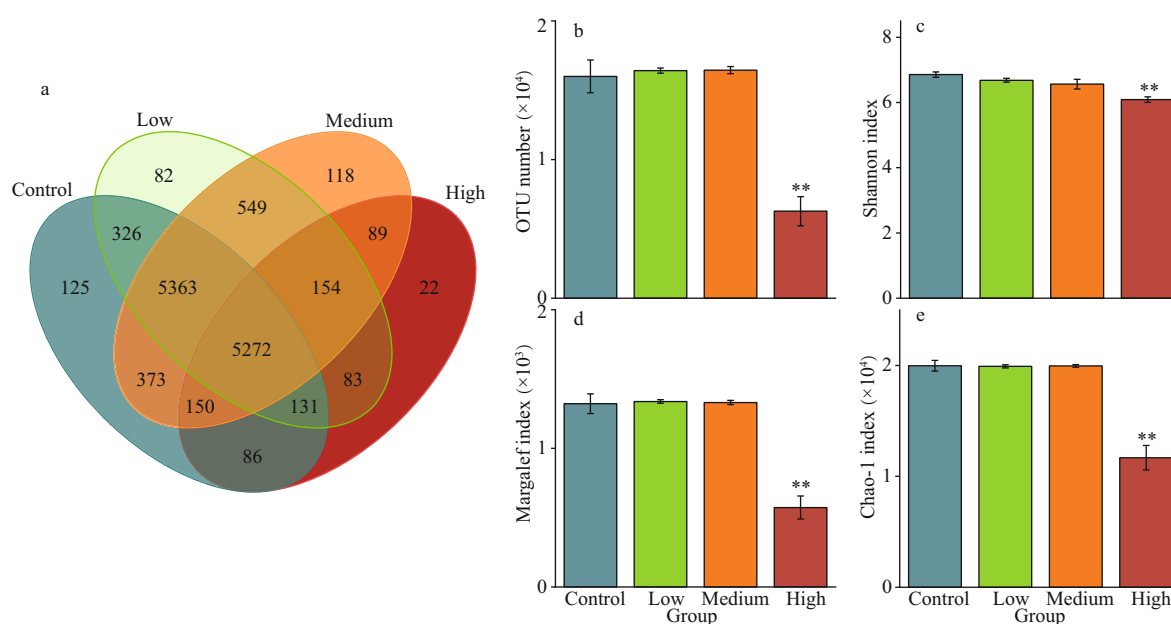 a
Low
Medium
Control
High
82
118
549
326
89
125
5363
154
22
5272
373
83
150
131
86
b
OTU number (×10⁴)
2
1
0
**
c
Shannon index
8
6
4
2
0
**
d
Margalef index (×10³)
2
1
0
**
Control Low Medium High
Group
e
Chao-1 index (×10⁴)
2
1
0
**
Control Low Medium High
Group